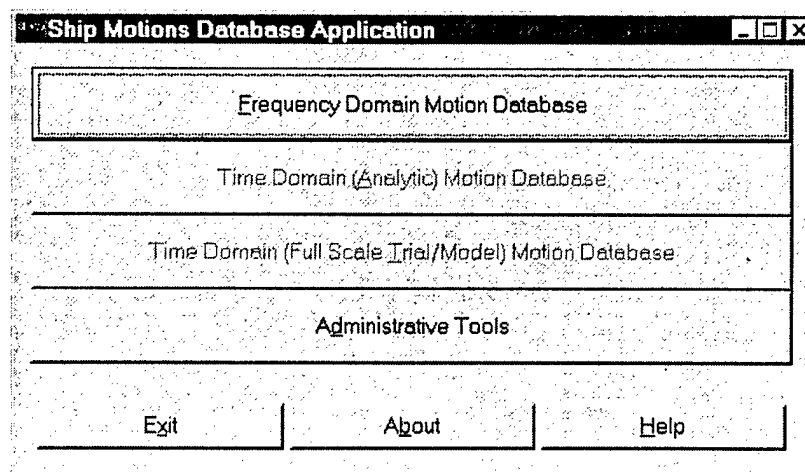 Ship Motions Database Application
Frequency Domain Motion Database
Time Domain (Analytic) Motion Database
Time Domain (Full Scale Trial/Model) Motion Database
Administrative Tools
Exit About Help